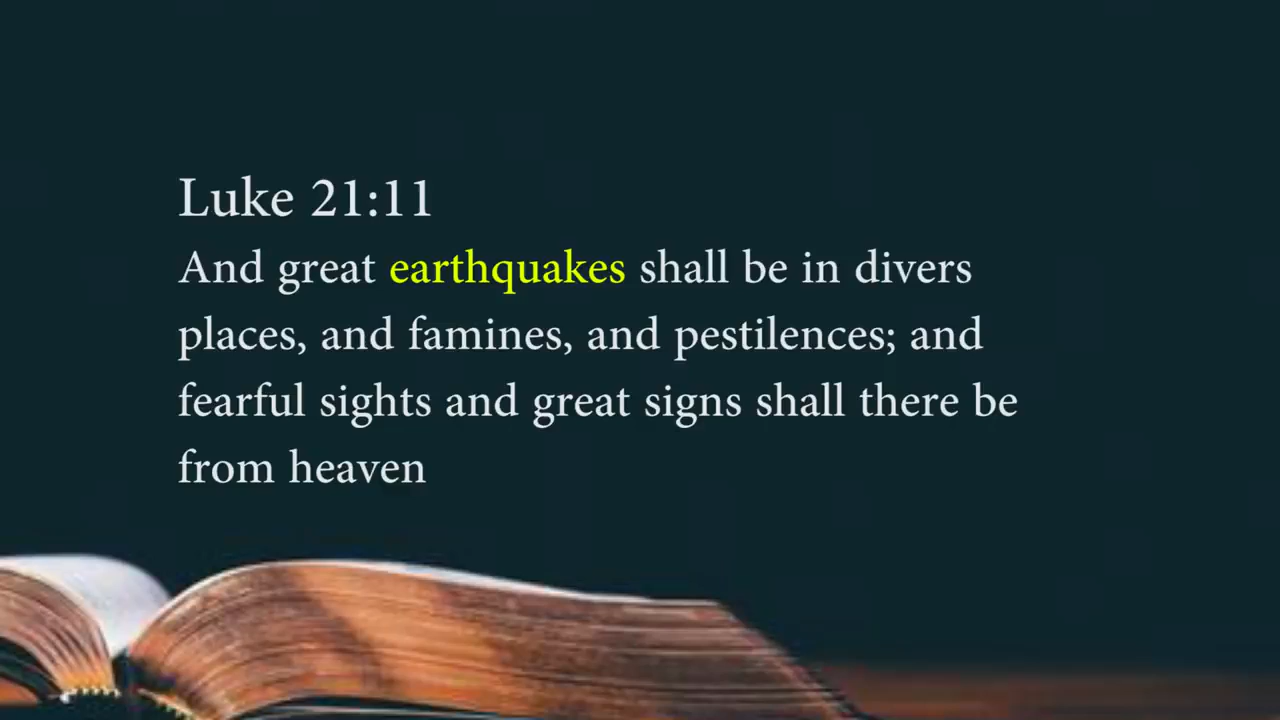 Luke 21:11
And great earthquakes shall be in divers
places, and famines, and pestilences; and
fearful sights and great signs shall there be
from heaven